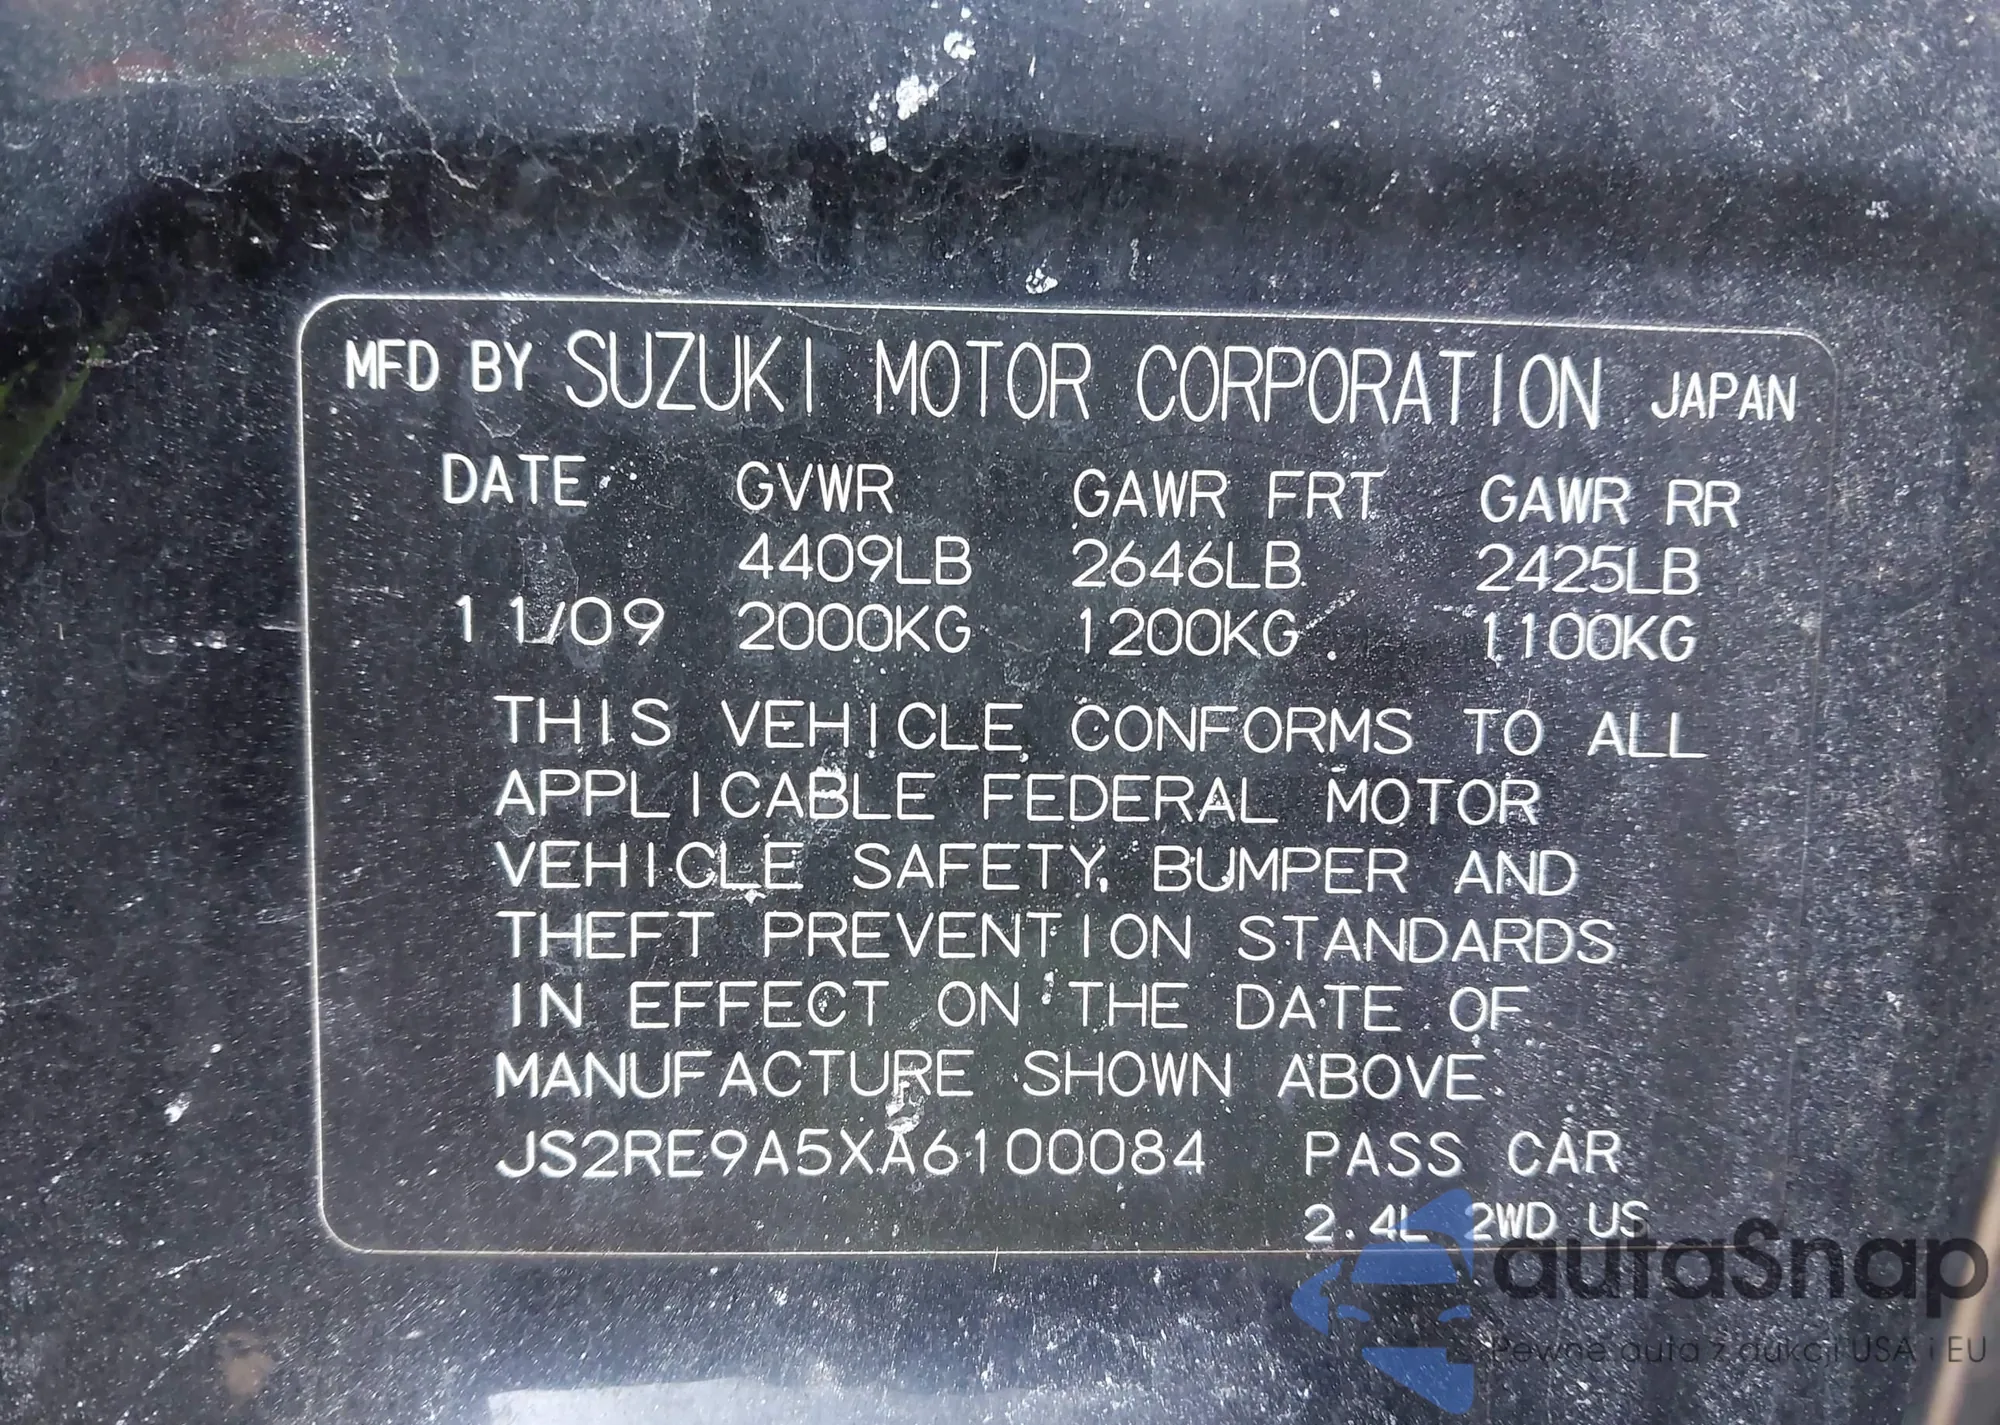 MFD BY SUZUKI MOTOR CORPORATION JAPAN
DATE GVWR GAWR FRT GAWR RR
4409LB 2646LB 2425LB
11/09 2000KG 1200KG 1100KG
THIS VEHICLE CONFORMS TO ALL
APPLICABLE FEDERAL MOTOR
VEHICLE SAFETY, BUMPER AND
THEFT PREVENTION STANDARDS
IN EFFECT ON THE DATE OF
MANUFACTURE SHOWN ABOVE
JS2RE9A5XA6100084 PASS CAR
2.4L 2WD US
autaSnap
Pewne auta z aukcji USA i EU